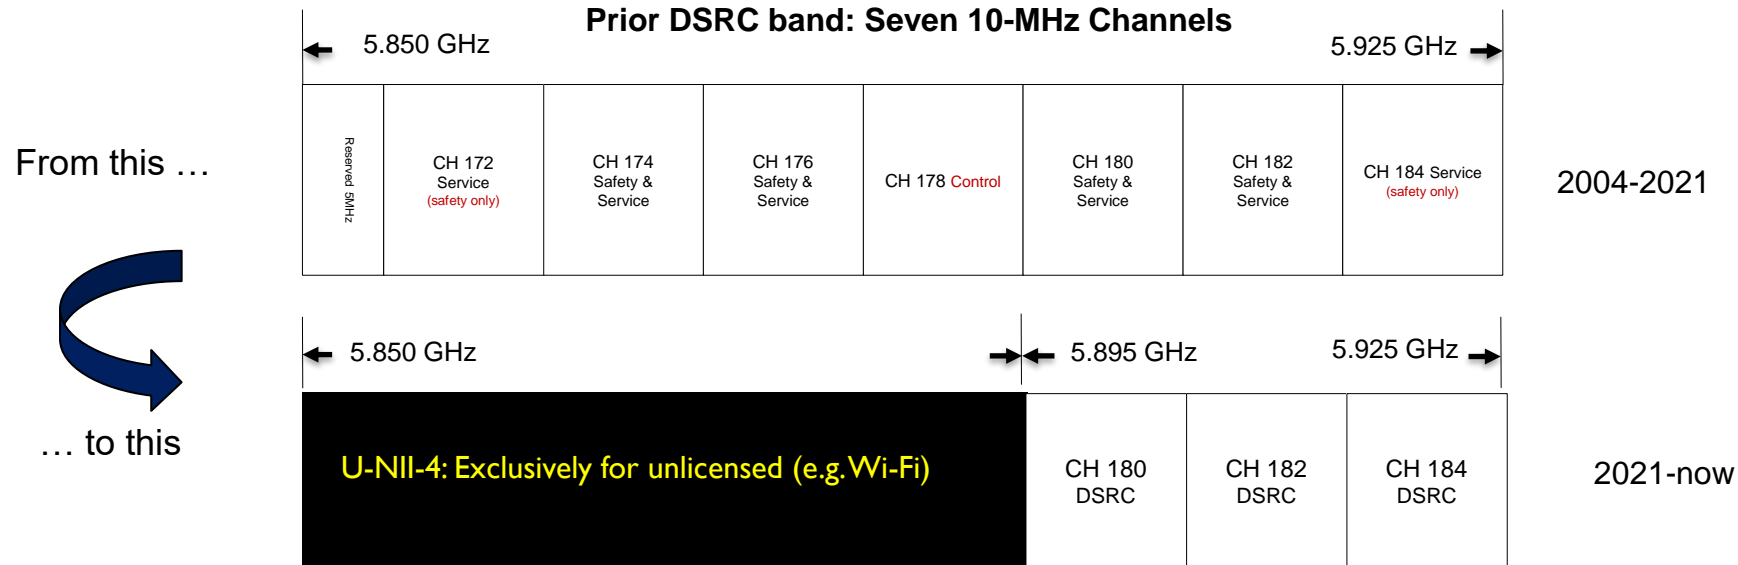 Prior DSRC band: Seven 10-MHz Channels
5.850 GHz
5.925 GHz
From this …
Reserved 5MHz
CH 172
Service
(safety only)
CH 174
Safety &
Service
CH 176
Safety &
Service
CH 178 Control
CH 180
Safety &
Service
CH 182
Safety &
Service
CH 184 Service
(safety only)
2004-2021
5.850 GHz
5.895 GHz
5.925 GHz
… to this
U-NII-4: Exclusively for unlicensed (e.g. Wi-Fi)
CH 180
DSRC
CH 182
DSRC
CH 184
DSRC
2021-now